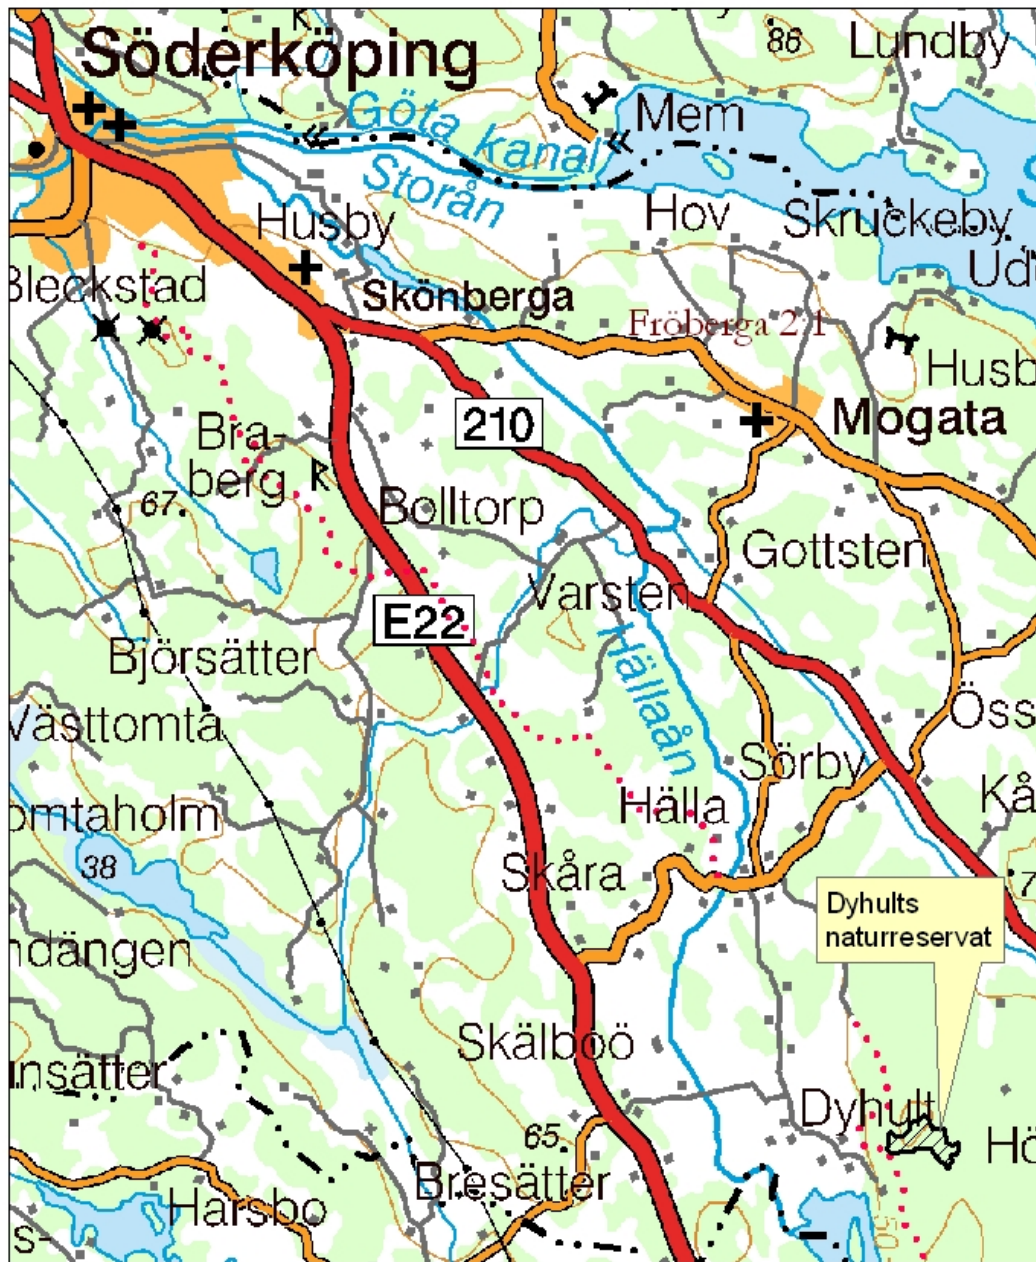 Söderköping
86
Lundby
Göta kanal
Mem
Storån
Husby
Hov
Skruckeby
Ud
Bleckstad
Skönberga
Fröberga 2:1
Husb
Mogata
210
Bra-
berg
R
67
Bolltorp
Gottsten
Varsten
E22
Björsätter
Hällaån
Västtomta
Öss
Sörby
omtaholm
Hälla
Kå
38
Skåra
7
Dyhults
naturreservat
ndängen
Skälboö
nsätter
Dyhult
65
Hö
Bresätter
Harsbo
50
s-